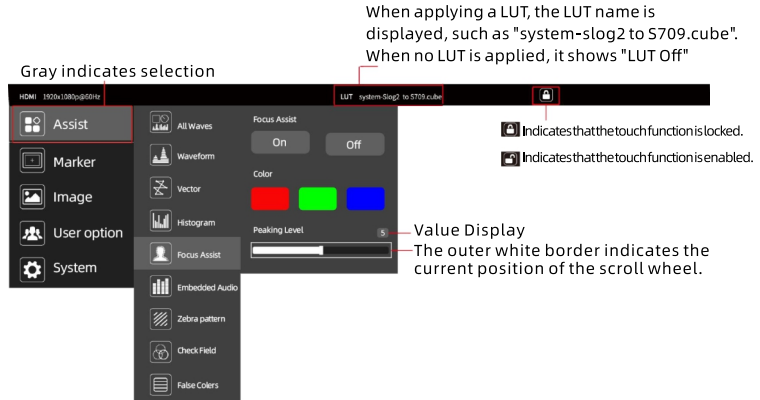 When applying a LUT, the LUT name is
displayed, such as "system-slog2 to S709.cube".
When no LUT is applied, it shows "LUT Off"
Gray indicates selection
HDMI 1920x1080p@60Hz
LUT system-Slog2 to S709.cube
Assist
Marker
Image
User option
System
All Waves
Waveform
Vector
Histogram
Focus Assist
Embedded Audio
Zebra pattern
Check Field
False Colers
Focus Assist
On Off
Color
Peaking Level 5
Indicates that the touch function is locked.
Indicates that the touch function is enabled.
Value Display
The outer white border indicates the
current position of the scroll wheel.